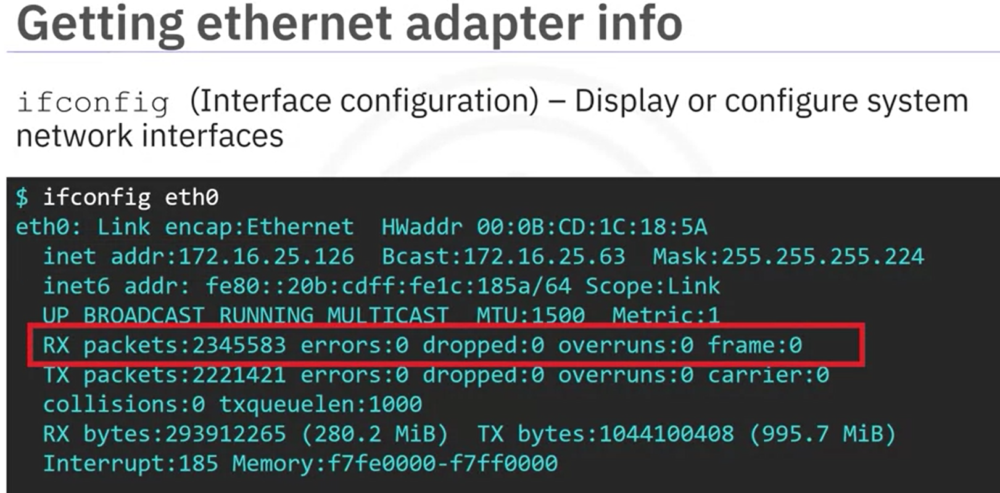 Getting ethernet adapter info
ifconfig (Interface configuration) – Display or configure system
network interfaces
$ ifconfig eth0
eth0: Link encap:Ethernet  HWaddr 00:0B:CD:1C:18:5A
inet addr:172.16.25.126  Bcast:172.16.25.63  Mask:255.255.255.224
inet6 addr: fe80::20b:cdff:fe1c:185a/64 Scope:Link
UP BROADCAST RUNNING MULTICAST  MTU:1500  Metric:1
RX packets:2345583 errors:0 dropped:0 overruns:0 frame:0
TX packets:2221421 errors:0 dropped:0 overruns:0 carrier:0
collisions:0 txqueuelen:1000
RX bytes:293912265 (280.2 MiB)  TX bytes:1044100408 (995.7 MiB)
Interrupt:185 Memory:f7fe0000-f7ff0000